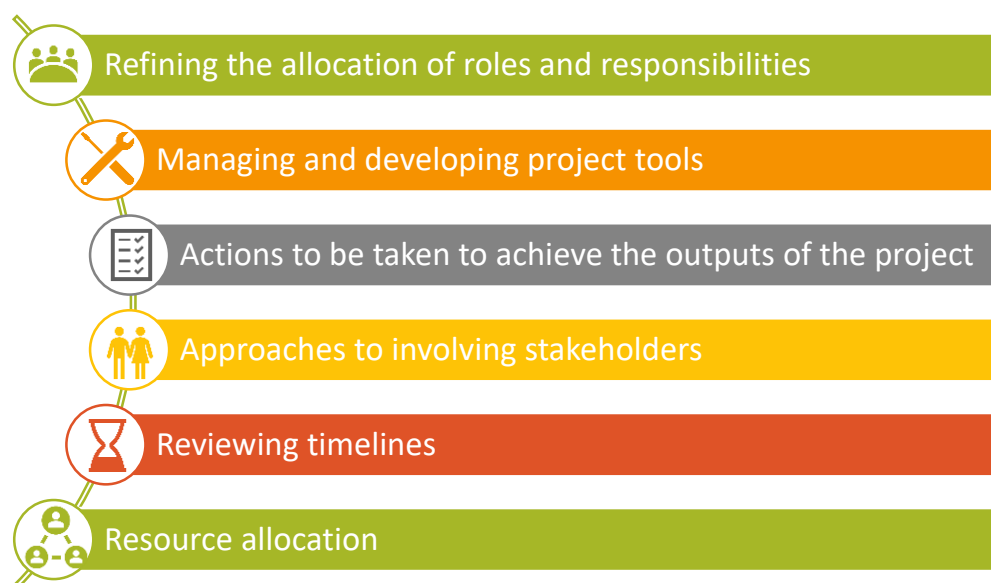 Refining the allocation of roles and responsibilities
Managing and developing project tools
Actions to be taken to achieve the outputs of the project
Approaches to involving stakeholders
Reviewing timelines
Resource allocation